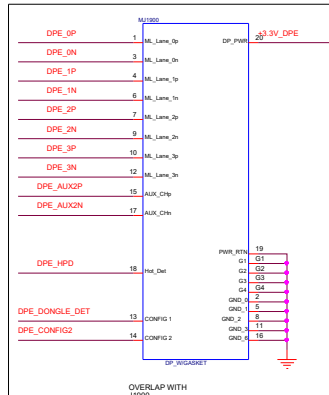 MJ1900
DPE_0P 1 ML_Lane_0p DP_PWR 20 +3.3V_DPE
DPE_0N 3 ML_Lane_0n
DPE_1P 4 ML_Lane_1p
DPE_1N 6 ML_Lane_1n
DPE_2P 7 ML_Lane_2p
DPE_2N 9 ML_Lane_2n
DPE_3P 10 ML_Lane_3p
DPE_3N 12 ML_Lane_3n
DPE_AUX2P 15 AUX_CHp
DPE_AUX2N 17 AUX_CHn
PWR_RTN 19
G1 G1
DPE_HPD 18 Hot_Det G2 G2
G3 G3
G4 G4
GND_0 2
GND_1 5
DPE_DONGLE_DET 13 CONFIG 1 GND_2 8
GND_3 11
DPE_CONFIG2 14 CONFIG 2 GND_6 16
DP_W/GASKET
OVERLAP WITH
J1900